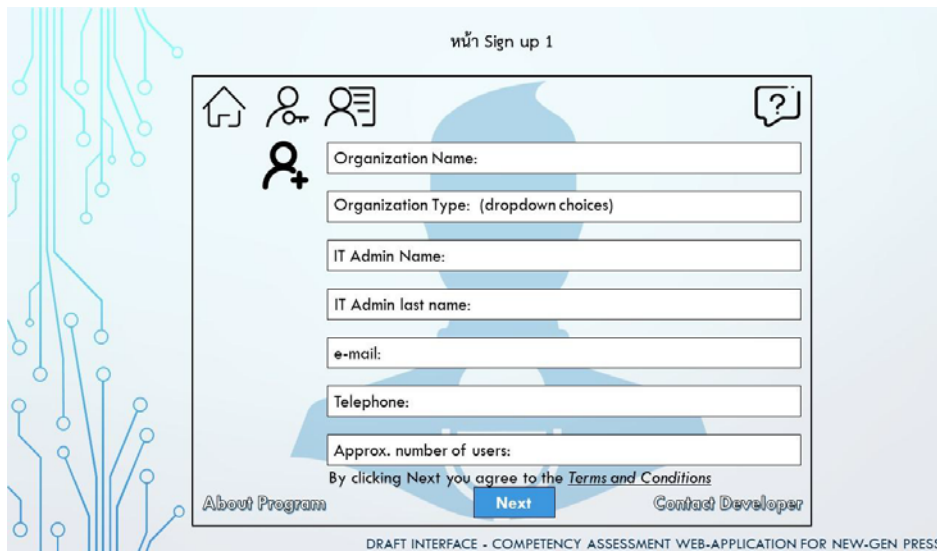 หน้า Sign up 1
?
Organization Name:
Organization Type: (dropdown choices)
IT Admin Name:
IT Admin last name:
e-mail:
Telephone:
Approx. number of users:
By clicking Next you agree to the Terms and Conditions
About Program
Next
Contact Developer
DRAFT INTERFACE - COMPETENCY ASSESSMENT WEB-APPLICATION FOR NEW-GEN PRESS